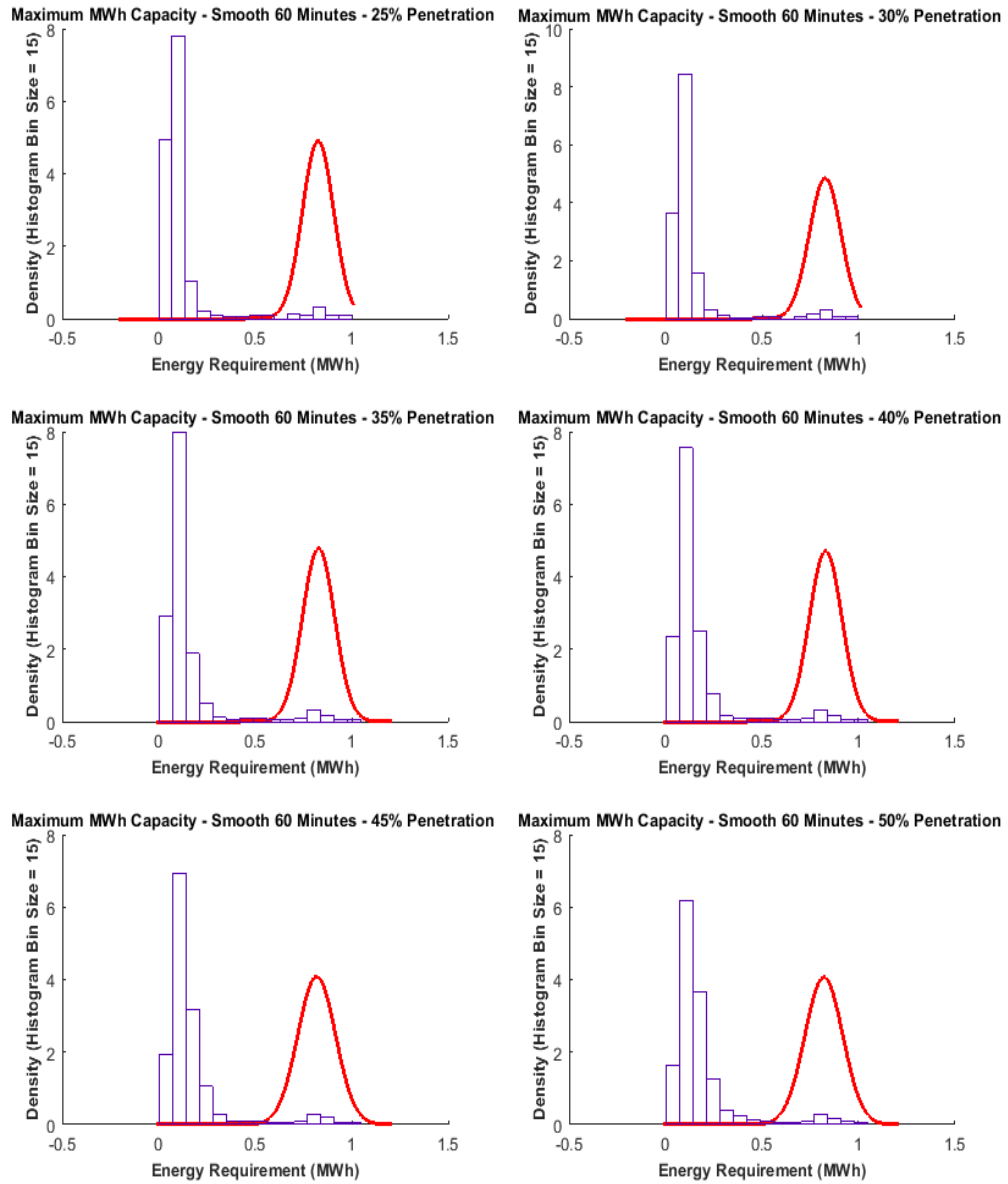 Maximum MWh Capacity - Smooth 60 Minutes - 25% Penetration
Density (Histogram Bin Size = 15)
8
6
4
2
0
-0.5 0 0.5 1 1.5
Energy Requirement (MWh)
Maximum MWh Capacity - Smooth 60 Minutes - 30% Penetration
Density (Histogram Bin Size = 15)
10
8
6
4
2
0
-0.5 0 0.5 1 1.5
Energy Requirement (MWh)
Maximum MWh Capacity - Smooth 60 Minutes - 35% Penetration
Density (Histogram Bin Size = 15)
8
6
4
2
0
-0.5 0 0.5 1 1.5
Energy Requirement (MWh)
Maximum MWh Capacity - Smooth 60 Minutes - 40% Penetration
Density (Histogram Bin Size = 15)
8
6
4
2
0
-0.5 0 0.5 1 1.5
Energy Requirement (MWh)
Maximum MWh Capacity - Smooth 60 Minutes - 45% Penetration
Density (Histogram Bin Size = 15)
8
6
4
2
0
-0.5 0 0.5 1 1.5
Energy Requirement (MWh)
Maximum MWh Capacity - Smooth 60 Minutes - 50% Penetration
Density (Histogram Bin Size = 15)
8
6
4
2
0
-0.5 0 0.5 1 1.5
Energy Requirement (MWh)